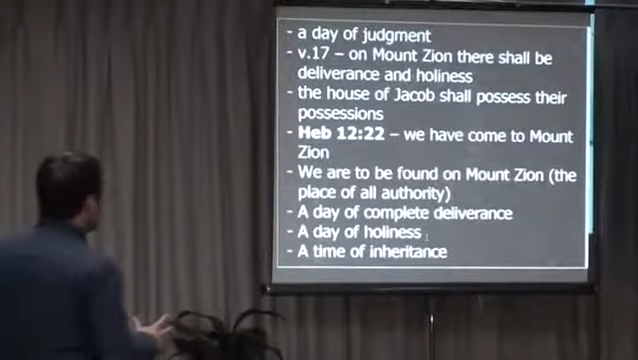 - a day of judgment
- v.17 – on Mount Zion there shall be
deliverance and holiness
- the house of Jacob shall possess their
possessions
- Heb 12:22 – we have come to Mount
Zion
- We are to be found on Mount Zion (the
place of all authority)
- A day of complete deliverance
- A day of holiness
- A time of inheritance